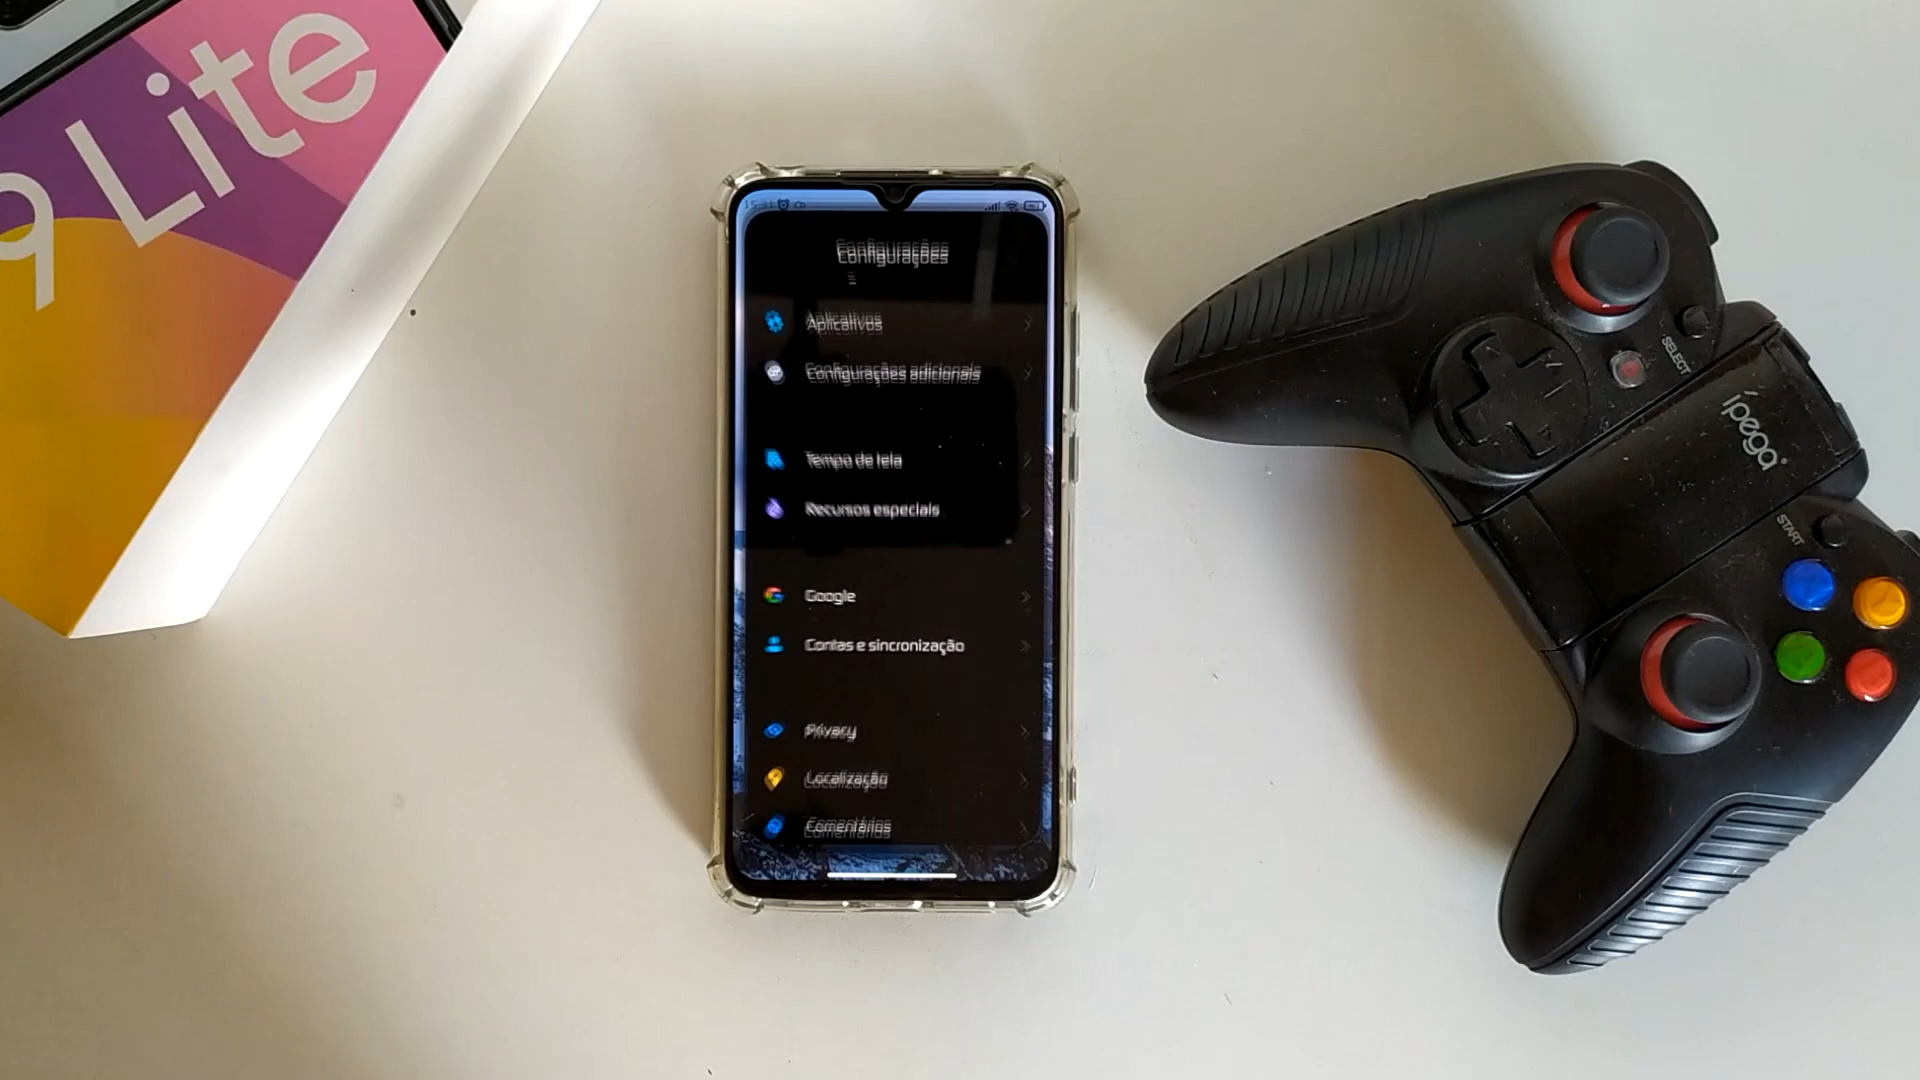 9 Lite
Configurações
Aplicativos
Configurações adicionais
Tempo de tela
Recursos especiais
Google
Contas e sincronização
Privacy
Localização
Comentários
SELECT
ípega
START